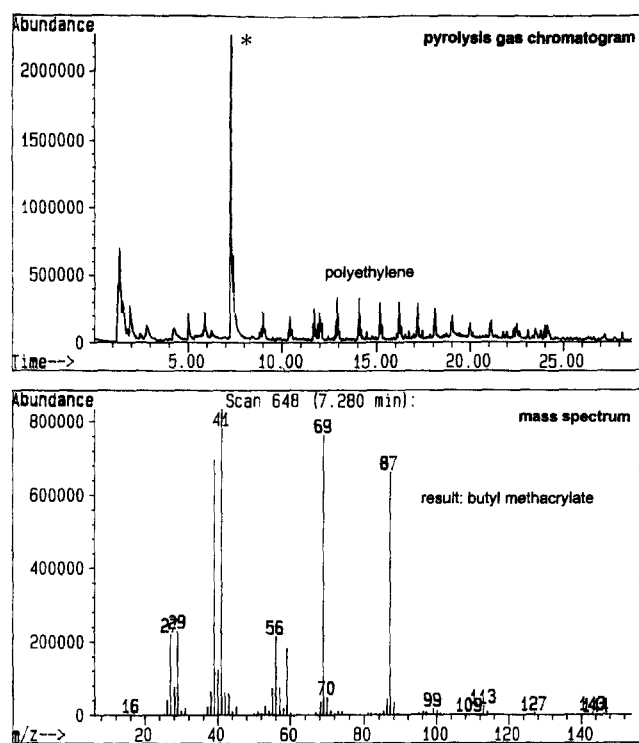 Abundance
pyrolysis gas chromatogram
*
2000000
1500000
1000000
500000
0
polyethylene
Time-->
5.00 10.00 15.00 20.00 25.00
Abundance
Scan 648 (7.280 min):
mass spectrum
800000
600000
400000
200000
0
41
69
87
result: butyl methacrylate
56
29
70
16
99
109
113
127
m/z-->
20 40 60 80 100 120 140